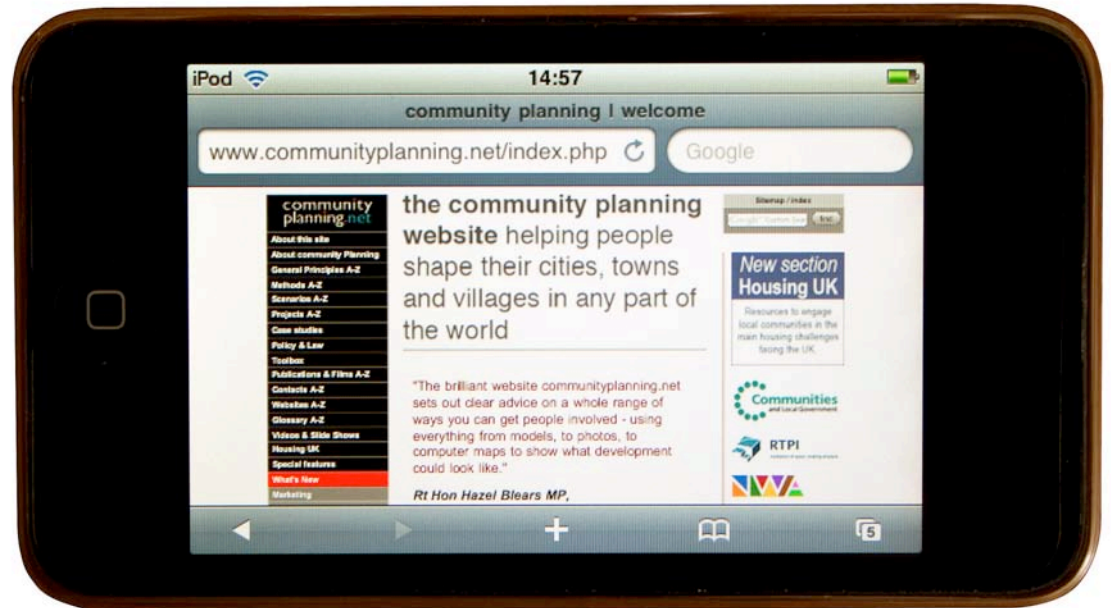 iPod 14:57
community planning | welcome
www.communityplanning.net/index.php Google
community
planning.net
About this site
About community Planning
General Principles A-Z
Methods A-Z
Scenarios A-Z
Projects A-Z
Case studies
Policy & Law
Toolbox
Publications & Films A-Z
Contacts A-Z
Websites A-Z
Glossary A-Z
Videos & Slide Shows
Housing UK
Special features
What's New
Marketing
the community planning
website helping people
shape their cities, towns
and villages in any part of
the world
"The brilliant website communityplanning.net
sets out clear advice on a whole range of
ways you can get people involved - using
everything from models, to photos, to
computer maps to show what development
could look like."
Rt Hon Hazel Blears MP,
Sitemap / index
find
New section
Housing UK
Resources to engage
local communities in the
main housing challenges
facing the UK
Communities
and Local Government
RTPI
5